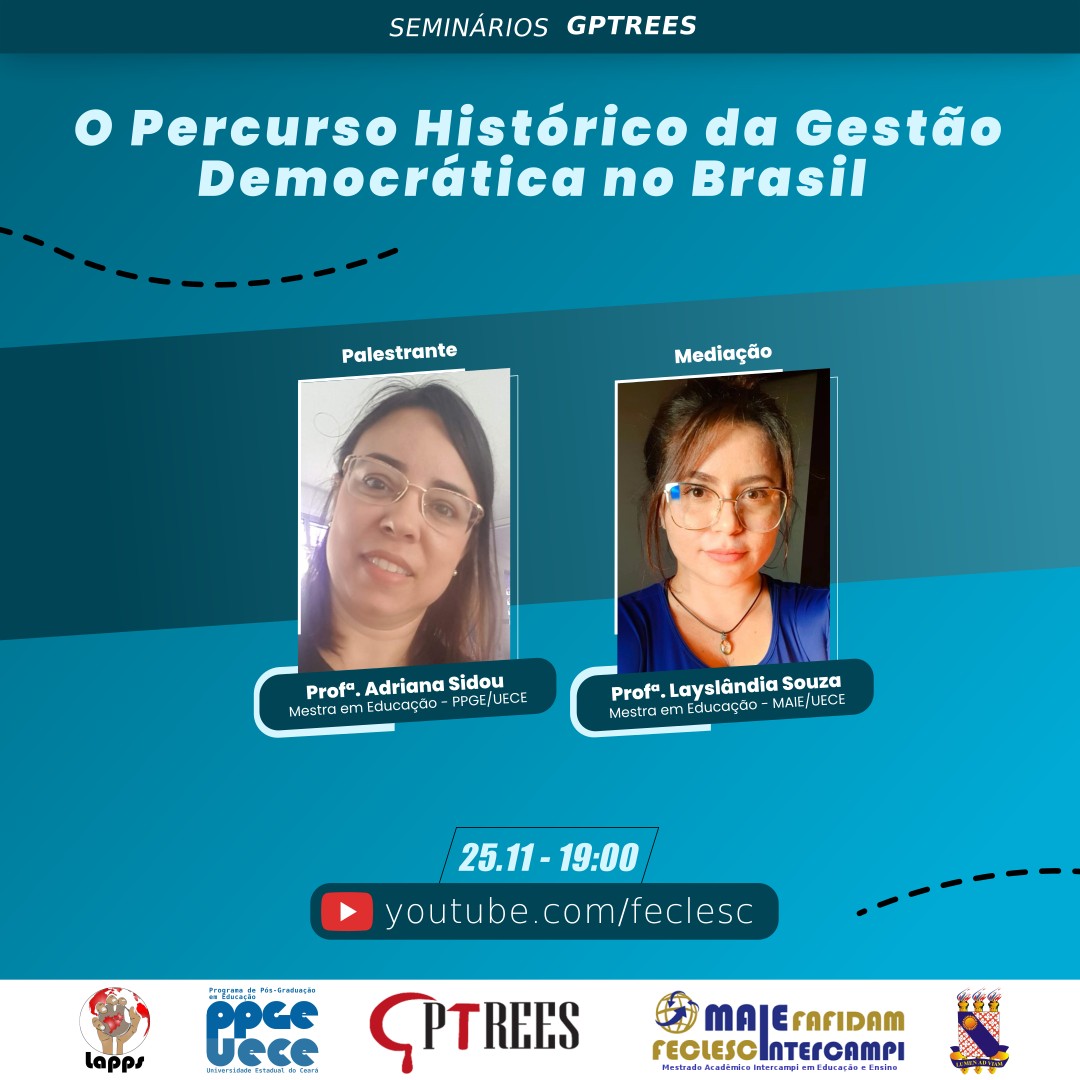 SEMINÁRIOS GPTREES
O Percurso Histórico da Gestão
Democrática no Brasil
Palestrante
Mediação
Profª. Adriana Sidou
Mestra em Educação - PPGE/UECE
Profª. Layslândia Souza
Mestra em Educação - MAIE/UECE
25.11 - 19:00
youtube.com/feclesc
Lapps
Programa de Pós-Graduação
em Educação
PPGE
UECE
Universidade Estadual do Ceará
GPTREES
MAIE FAFIDAM
FECLESC INTERCAMPI
Mestrado Acadêmico Intercampi em Educação e Ensino
LUMEN AD VIAM